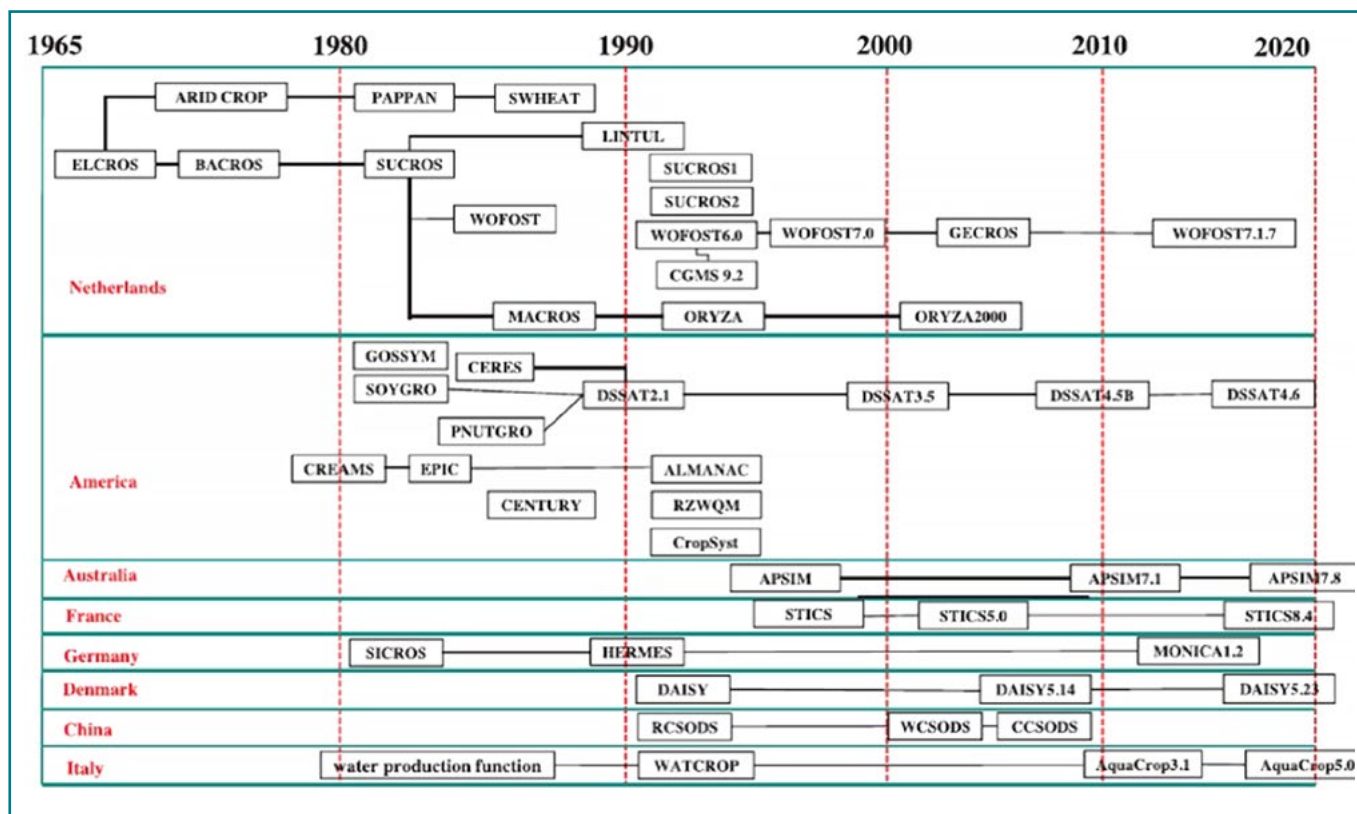 1965 1980 1990 2000 2010 2020
ARID CROP PAPPAN SWHEAT
LINTUL
ELCROS BACROS SUCROS
SUCROS1
SUCROS2
WOFOST
WOFOST6.0 WOFOST7.0 GECROS WOFOST7.1.7
CGMS 9.2
Netherlands
MACROS ORYZA ORYZA2000
GOSSYM
CERES
SOYGRO
DSSAT2.1 DSSAT3.5 DSSAT4.5B DSSAT4.6
PNUTGRO
CREAMS EPIC ALMANAC
America
CENTURY RZWQM
CropSyst
Australia APSIM APSIM7.1 APSIM7.8
France STICS STICS5.0 STICS8.4
Germany SICROS HERMES MONICA1.2
Denmark DAISY DAISY5.14 DAISY5.23
China RCSODS WCSODS CCSODS
Italy water production function WATCROP AquaCrop3.1 AquaCrop5.0